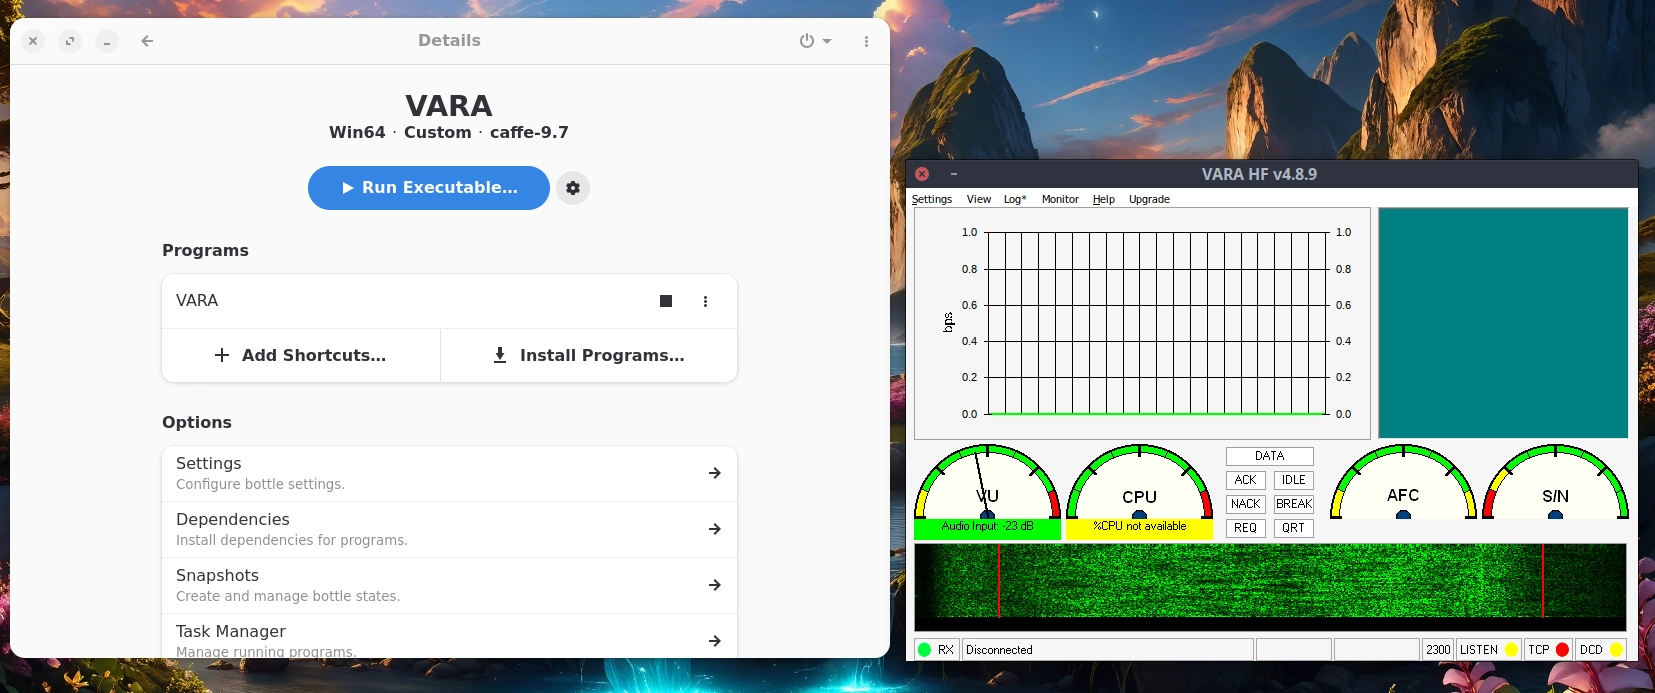 Details
VARA
Win64 · Custom · caffe-9.7
Run Executable...
Programs
VARA
Add Shortcuts...
Install Programs...
Options
Settings
Configure bottle settings.
Dependencies
Install dependencies for programs.
Snapshots
Create and manage bottle states.
Task Manager
Manage running programs.
VARA HF v4.8.9
Settings View Log* Monitor Help Upgrade
1.0 1.0
0.8 0.8
0.6 0.6
bps
0.4 0.4
0.2 0.2
0.0 0.0
VU
Audio Input: -23 dB
CPU
%CPU not available
DATA
ACK IDLE
NACK BREAK
REQ QRT
AFC
S/N
RX Disconnected 2300 LISTEN TCP DCD